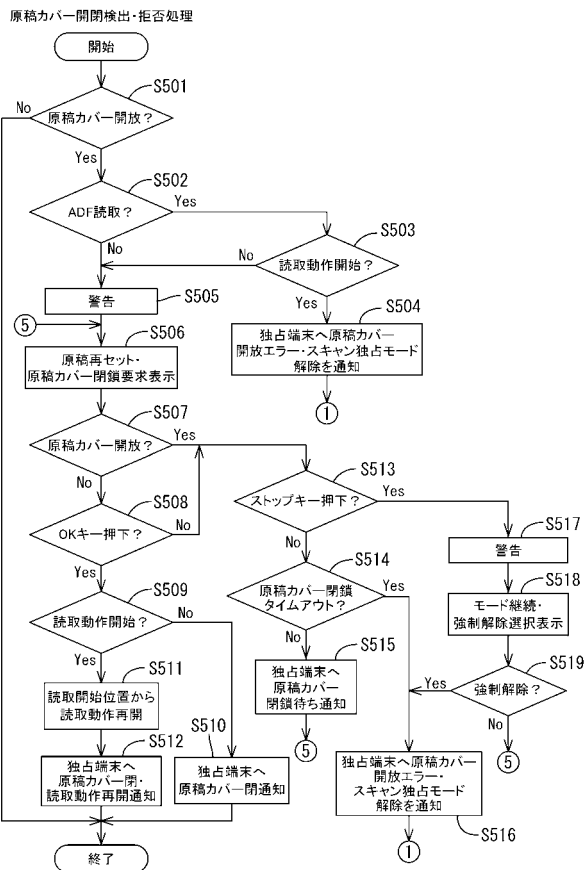 原稿カバー開閉検出・拒否処理
開始
S501
No
原稿カバー開放？
Yes
S502
ADF読取？
Yes
No
S503
No
読取動作開始？
Yes
S505
警告
S504
独占端末へ原稿カバー
開放エラー・スキャン独占モード
解除を通知
①
⑤
S506
原稿再セット・
原稿カバー閉鎖要求表示
S507
原稿カバー開放？
Yes
No
S508
OKキー押下？
No
Yes
S513
ストップキー押下？
Yes
No
S517
警告
S514
原稿カバー閉鎖
タイムアウト？
Yes
No
S518
モード継続・
強制解除選択表示
S509
読取動作開始？
No
Yes
S515
独占端末へ
原稿カバー
閉鎖待ち通知
⑤
S519
強制解除？
Yes
No
⑤
S511
読取開始位置から
読取動作再開
S512
独占端末へ
原稿カバー閉・
読取動作再開通知
S510
独占端末へ
原稿カバー閉通知
独占端末へ原稿カバー
開放エラー・
スキャン独占モード
解除を通知
S516
①
終了